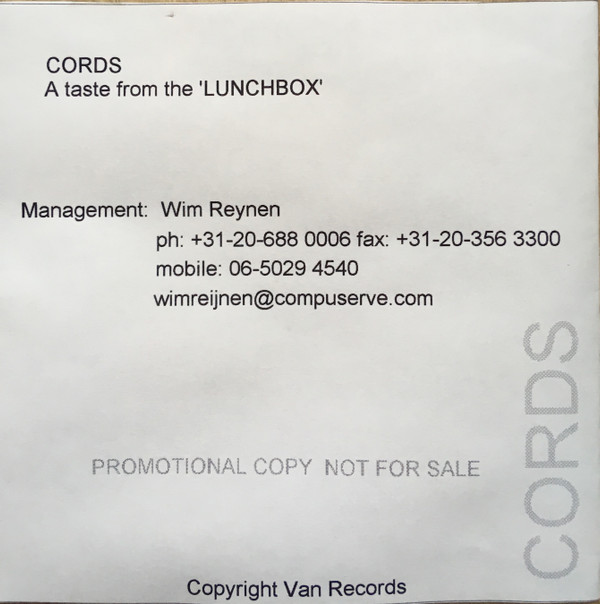 CORDS
A taste from the 'LUNCHBOX'
Management: Wim Reynen
ph: +31-20-688 0006 fax: +31-20-356 3300
mobile: 06-5029 4540
wimreijnen@compuserve.com
CORDS
PROMOTIONAL COPY NOT FOR SALE
Copyright Van Records